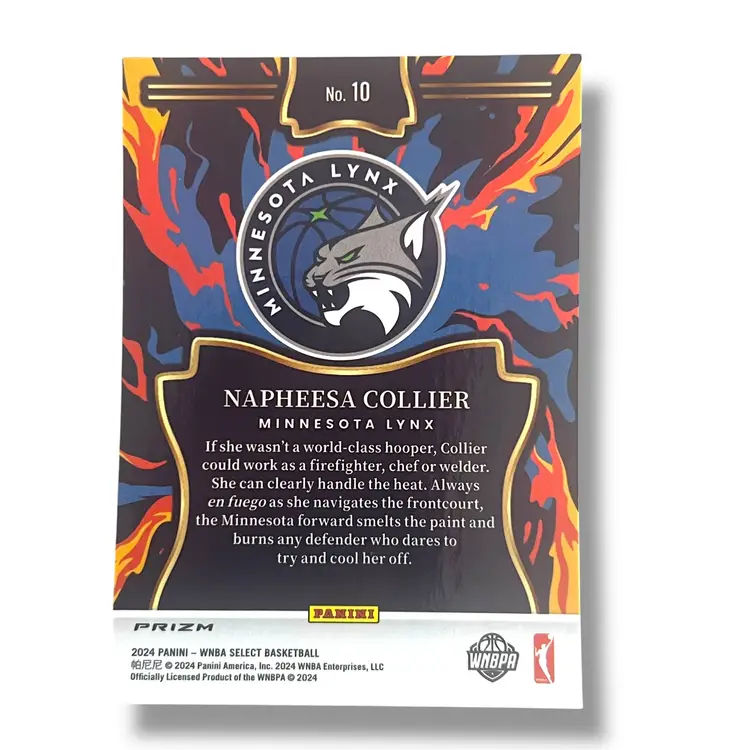 No. 10
MINNESOTA LYNX
NAPHEESA COLLIER
MINNESOTA LYNX
If she wasn't a world-class hooper, Collier
could work as a firefighter, chef or welder.
She can clearly handle the heat. Always
en fuego as she navigates the frontcourt,
the Minnesota forward smelts the paint and
burns any defender who dares to
try and cool her off.
PANINI
PRIZM
2024 PANINI – WNBA SELECT BASKETBALL
帕尼尼 © 2024 Panini America, Inc. 2024 WNBA Enterprises, LLC
Officially Licensed Product of the WNBPA © 2024
WNBPA